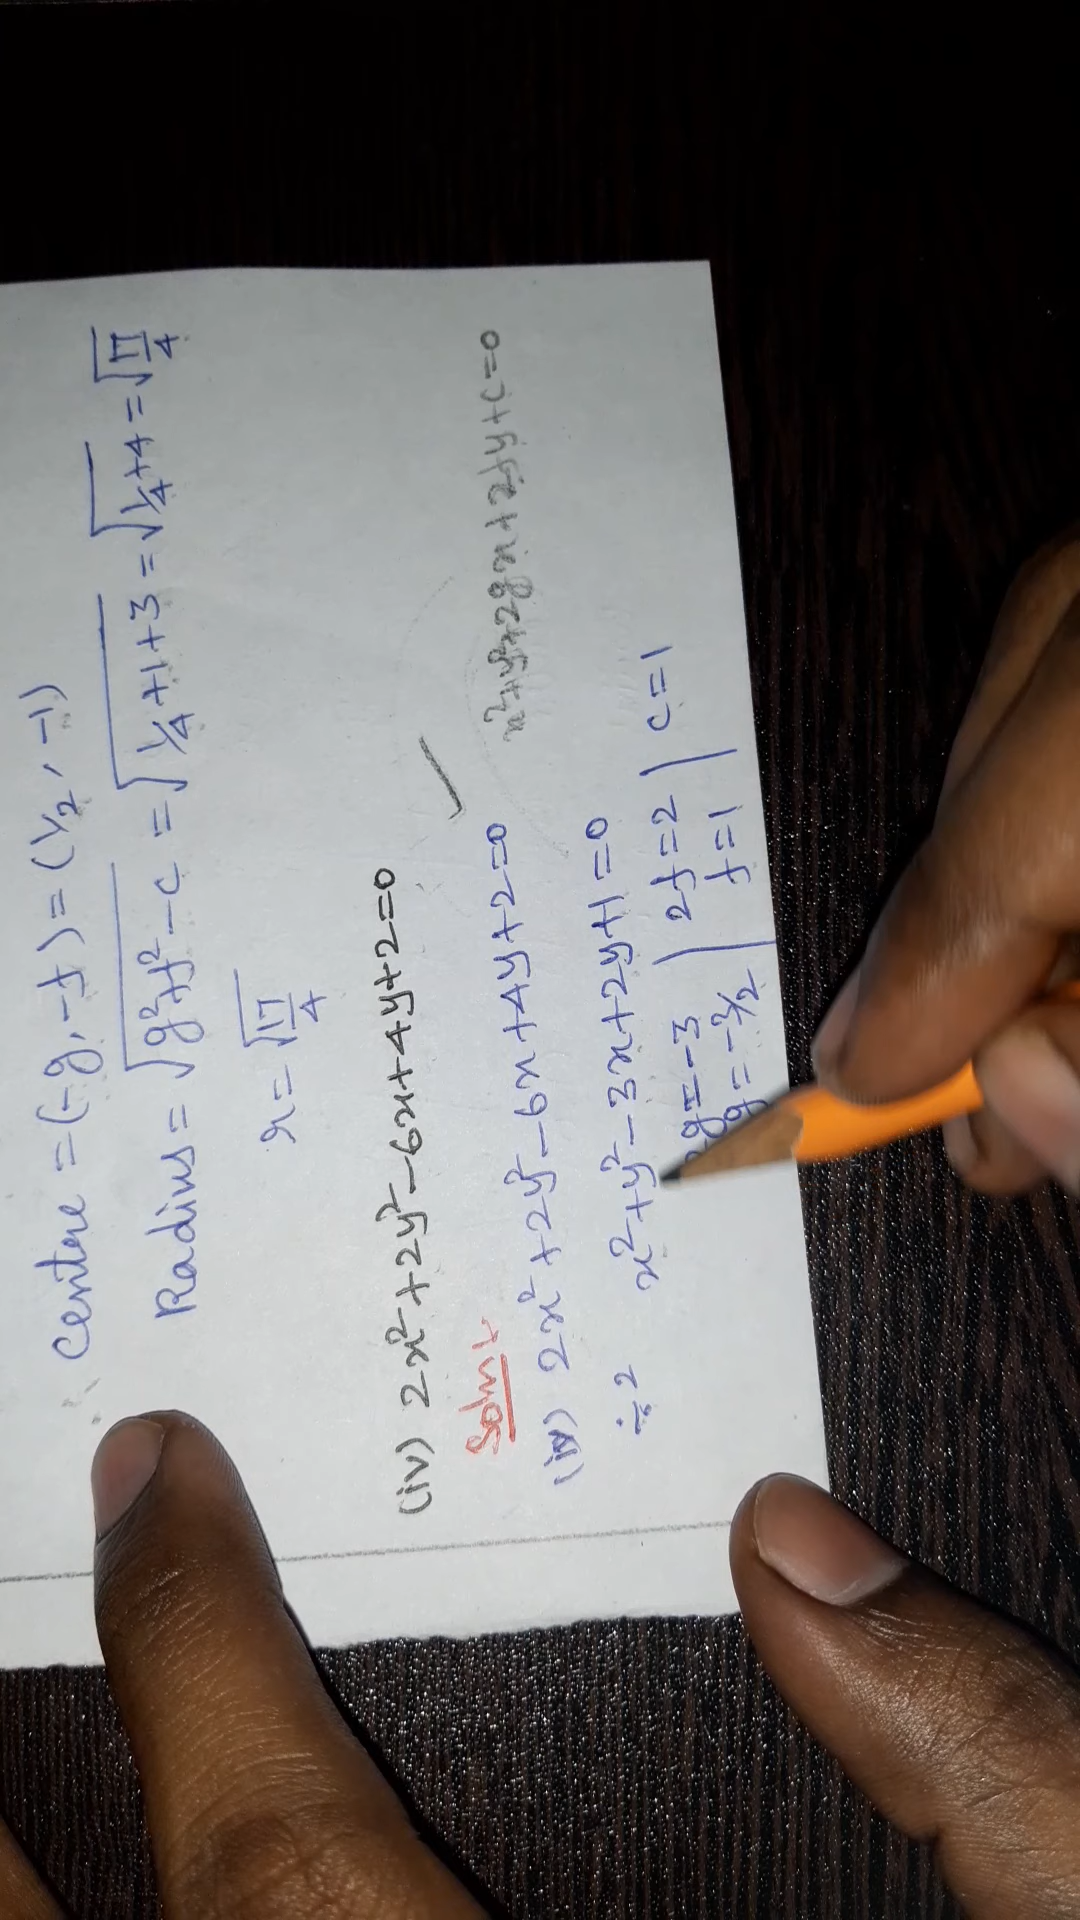 Centre = (-g, -f) = (1/2, -1)
Radius = √g²+f²-c = √1/4+1+3 = √1/4+4 = √17/4
r = √17/4
(iv) 2x²+2y²-6x+4y+2=0
Soln:
x²+y²+2gx+2fy+c=0
(iv) 2x²+2y²-6x+4y+2=0
÷2 x²+y²-3x+2y+1=0
2g=-3 | 2f=2 | c=1
g=-3/2 | f=1 |